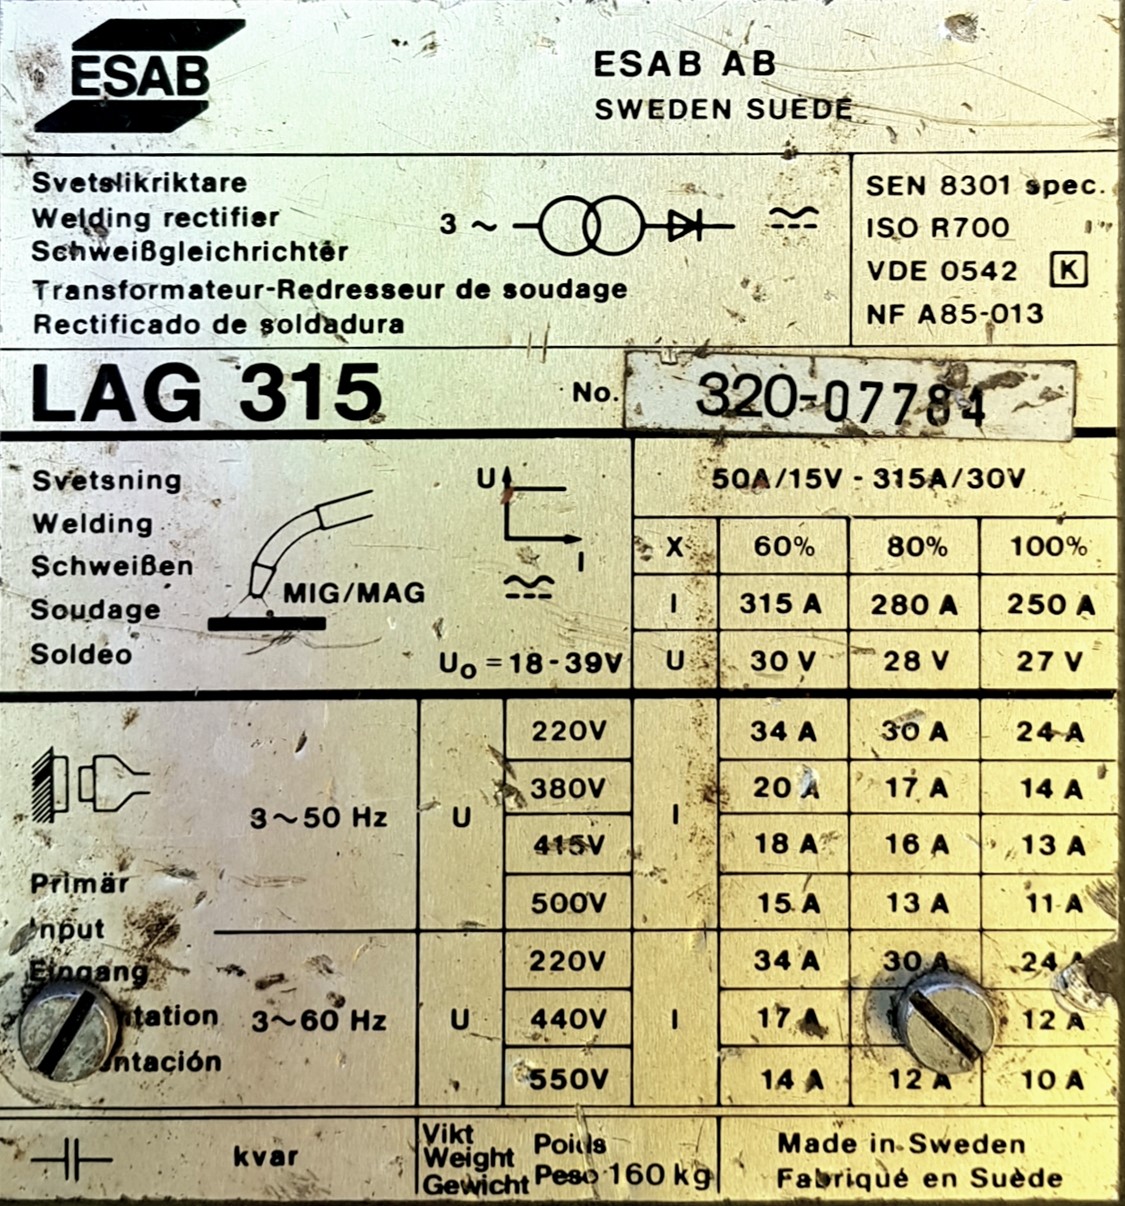 ESAB
ESAB AB
SWEDEN SUÈDE
Svetslikriktare
Welding rectifier
Schweißgleichrichter
Transformateur-Redresseur de soudage
Rectificado de soldadura
3 ~
SEN 8301 spec.
ISO R700
VDE 0542 K
NF A85-013
LAG 315
No. 320-07784
Svetsning
Welding
Schweißen
Soudage
Soldeo
MIG/MAG
U
I
U₀ = 18-39V
50A/15V - 315A/30V
X 60% 80% 100%
I 315 A 280 A 250 A
U 30 V 28 V 27 V
Primär
Input
Eingang
ntation
ntación
3~50 Hz U I
220V 34 A 30 A 24 A
380V 20 A 17 A 14 A
415V 18 A 16 A 13 A
500V 15 A 13 A 11 A
3~60 Hz U I
220V 34 A 30 A 24 A
440V 17 A 12 A
550V 14 A 12 A 10 A
kvar
Vikt
Weight
Gewicht
Poids
Peso 160 kg
Made in Sweden
Fabriqué en Suède